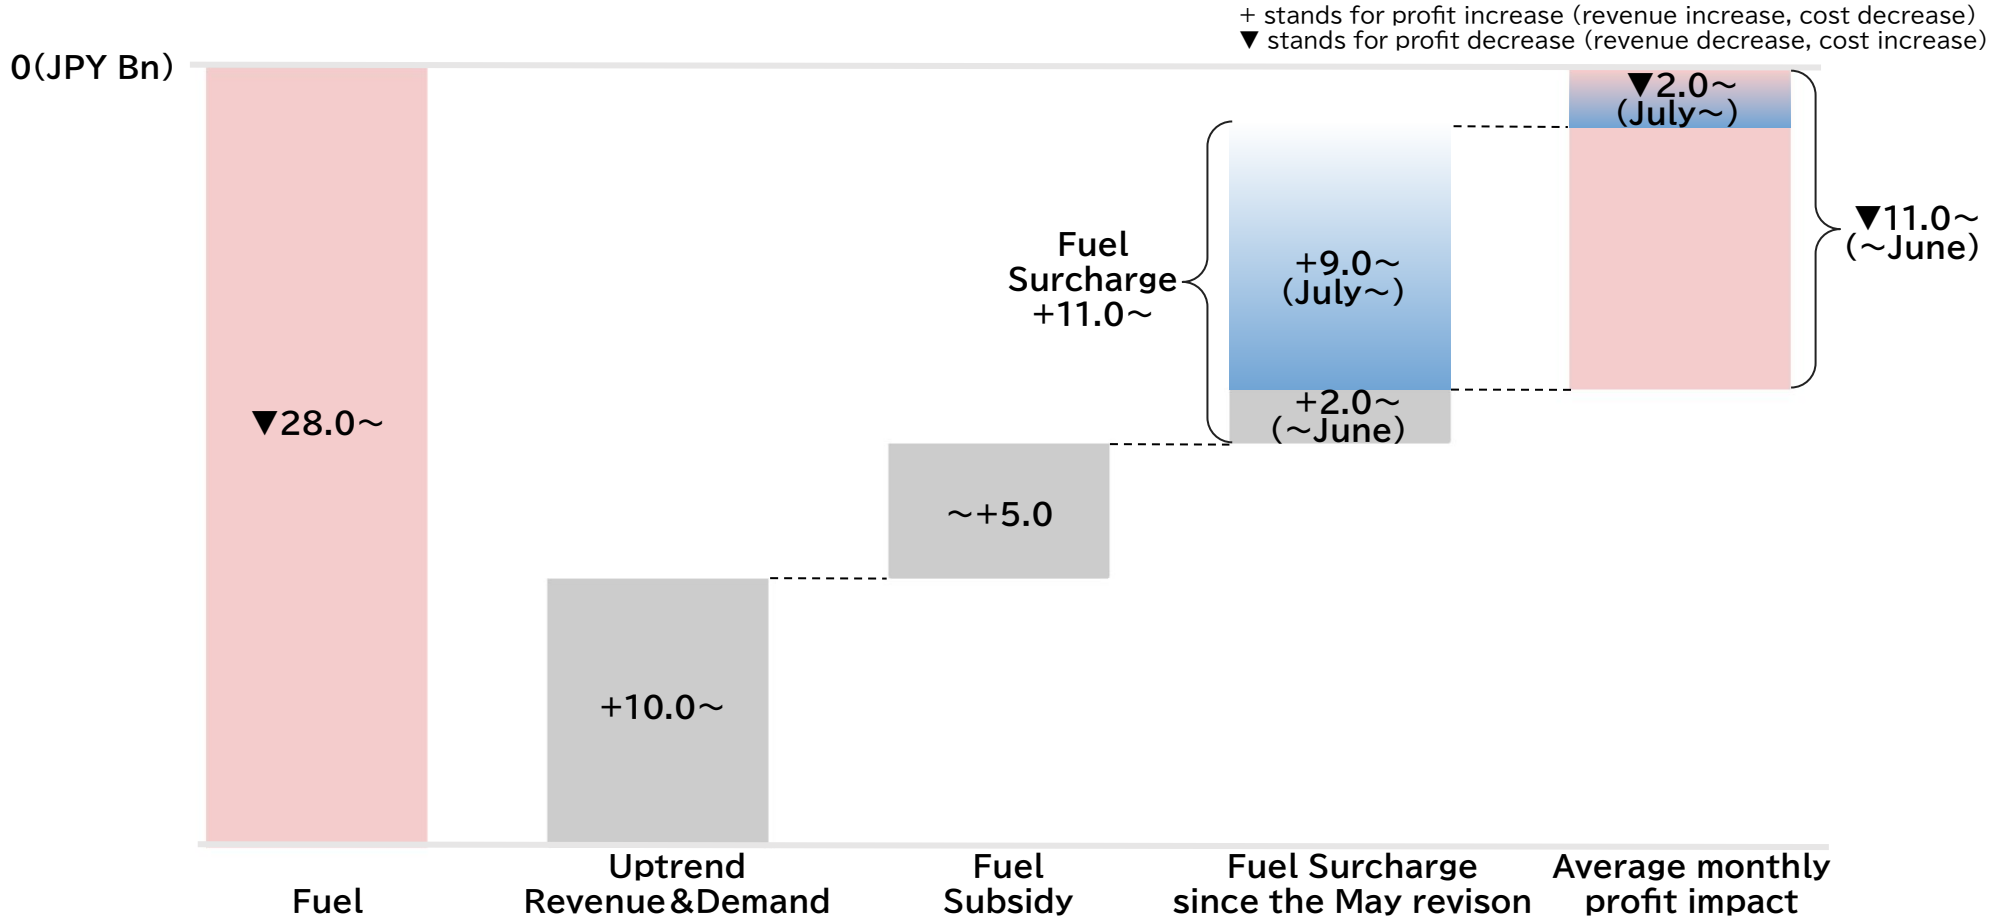 + stands for profit increase (revenue increase, cost decrease)
▼ stands for profit decrease (revenue decrease, cost increase)
0(JPY Bn)
▼28.0～
+10.0～
～+5.0
Fuel
Surcharge
+11.0～
+9.0～
(July～)
+2.0～
(～June)
▼2.0～
(July～)
▼11.0～
(～June)
Fuel
Uptrend
Revenue&Demand
Fuel
Subsidy
Fuel Surcharge
since the May revison
Average monthly
profit impact